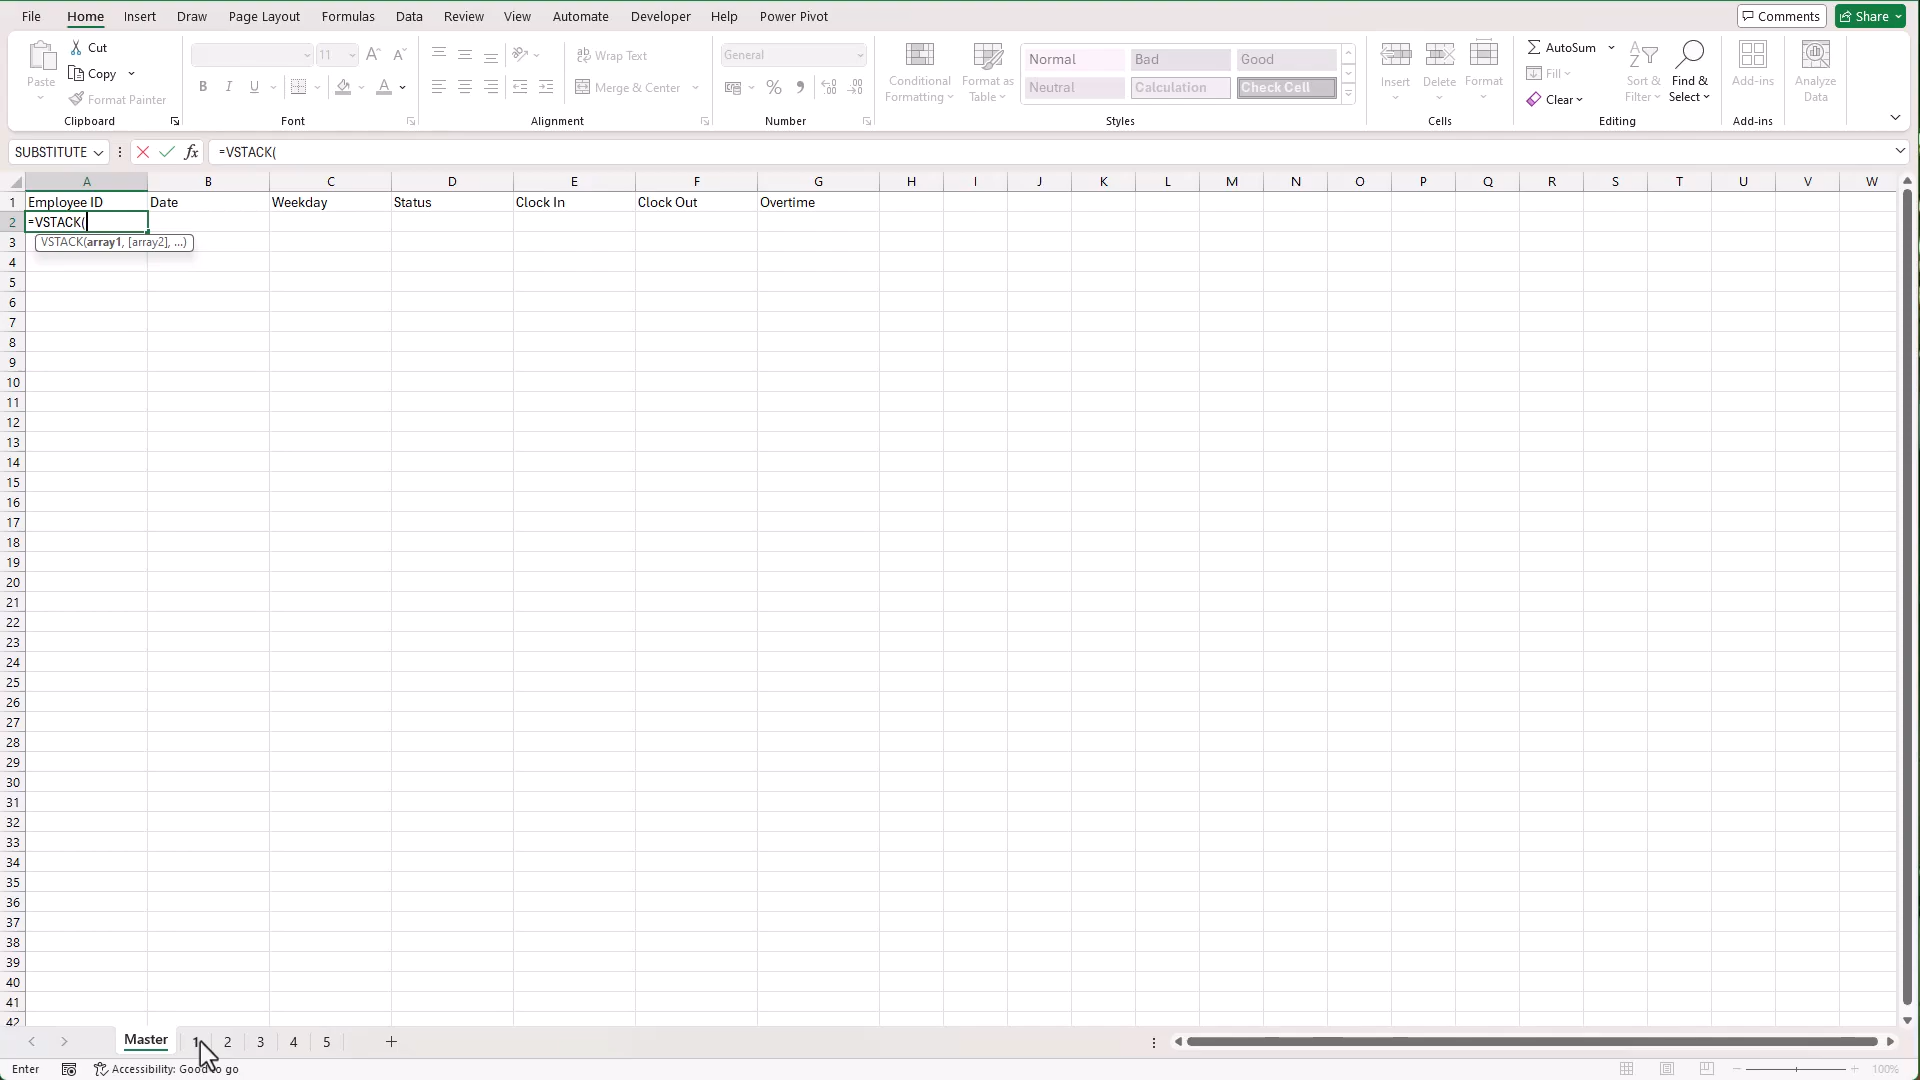 File Home Insert Draw Page Layout Formulas Data Review View Automate Developer Help Power Pivot Comments Share
Paste Cut Copy Format Painter Clipboard
11 B I U A Font
ab Wrap Text Merge & Center Alignment
General % Number
Conditional Formatting Format as Table Normal Bad Good Neutral Calculation Check Cell Styles
Insert Delete Format Cells
AutoSum Fill Clear Sort & Filter Find & Select Editing
Add-ins Add-ins
Analyze Data
SUBSTITUTE fx =VSTACK(
A B C D E F G H I J K L M N O P Q R S T U V W
1 Employee ID Date Weekday Status Clock In Clock Out Overtime
2 =VSTACK(
3 VSTACK(array1, [array2], ...)
4
5
6
7
8
9
10
11
12
13
14
15
16
17
18
19
20
21
22
23
24
25
26
27
28
29
30
31
32
33
34
35
36
37
38
39
40
41
42
Master 1 2 3 4 5 +
Enter Accessibility: Good to go 100%